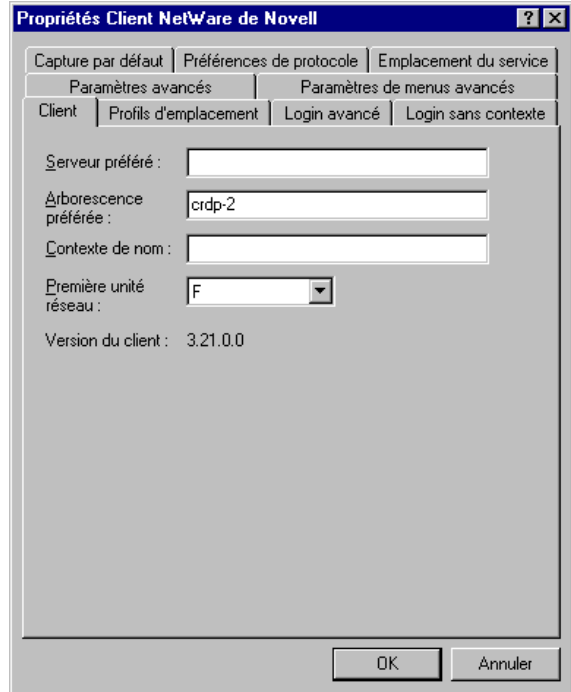 Propriétés Client NetWare de Novell
Capture par défaut Préférences de protocole Emplacement du service
Paramètres avancés Paramètres de menus avancés
Client Profils d'emplacement Login avancé Login sans contexte
Serveur préféré :
Arborescence
préférée :
crdp-2
Contexte de nom :
Première unité
réseau :
F
Version du client : 3.21.0.0
OK Annuler